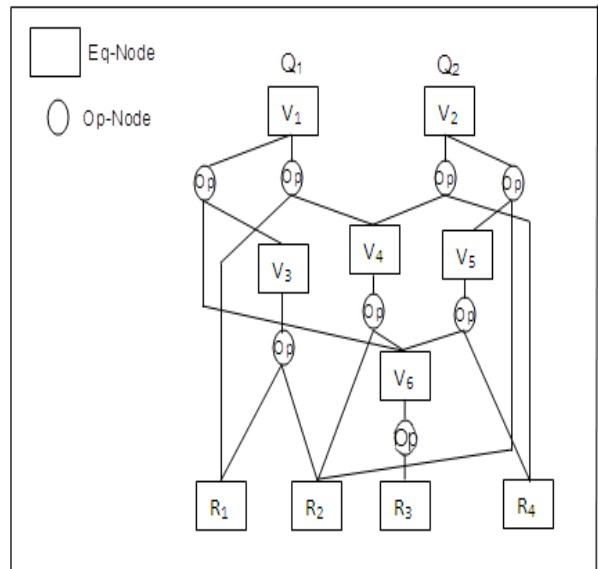 Eq-Node
Op-Node
Q₁ Q₂
V₁ V₂
Op Op Op Op
V₃ V₄ V₅
Op Op Op
V₆
Op
R₁ R₂ R₃ R₄